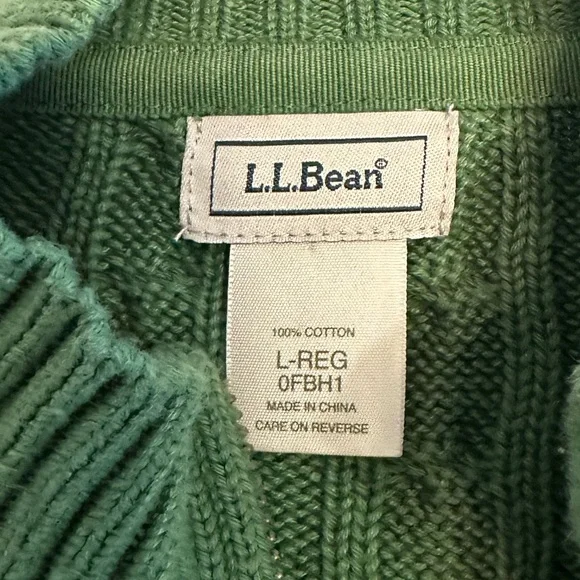 L.L.Bean®
100% COTTON
L-REG
0FBH1
MADE IN CHINA
CARE ON REVERSE